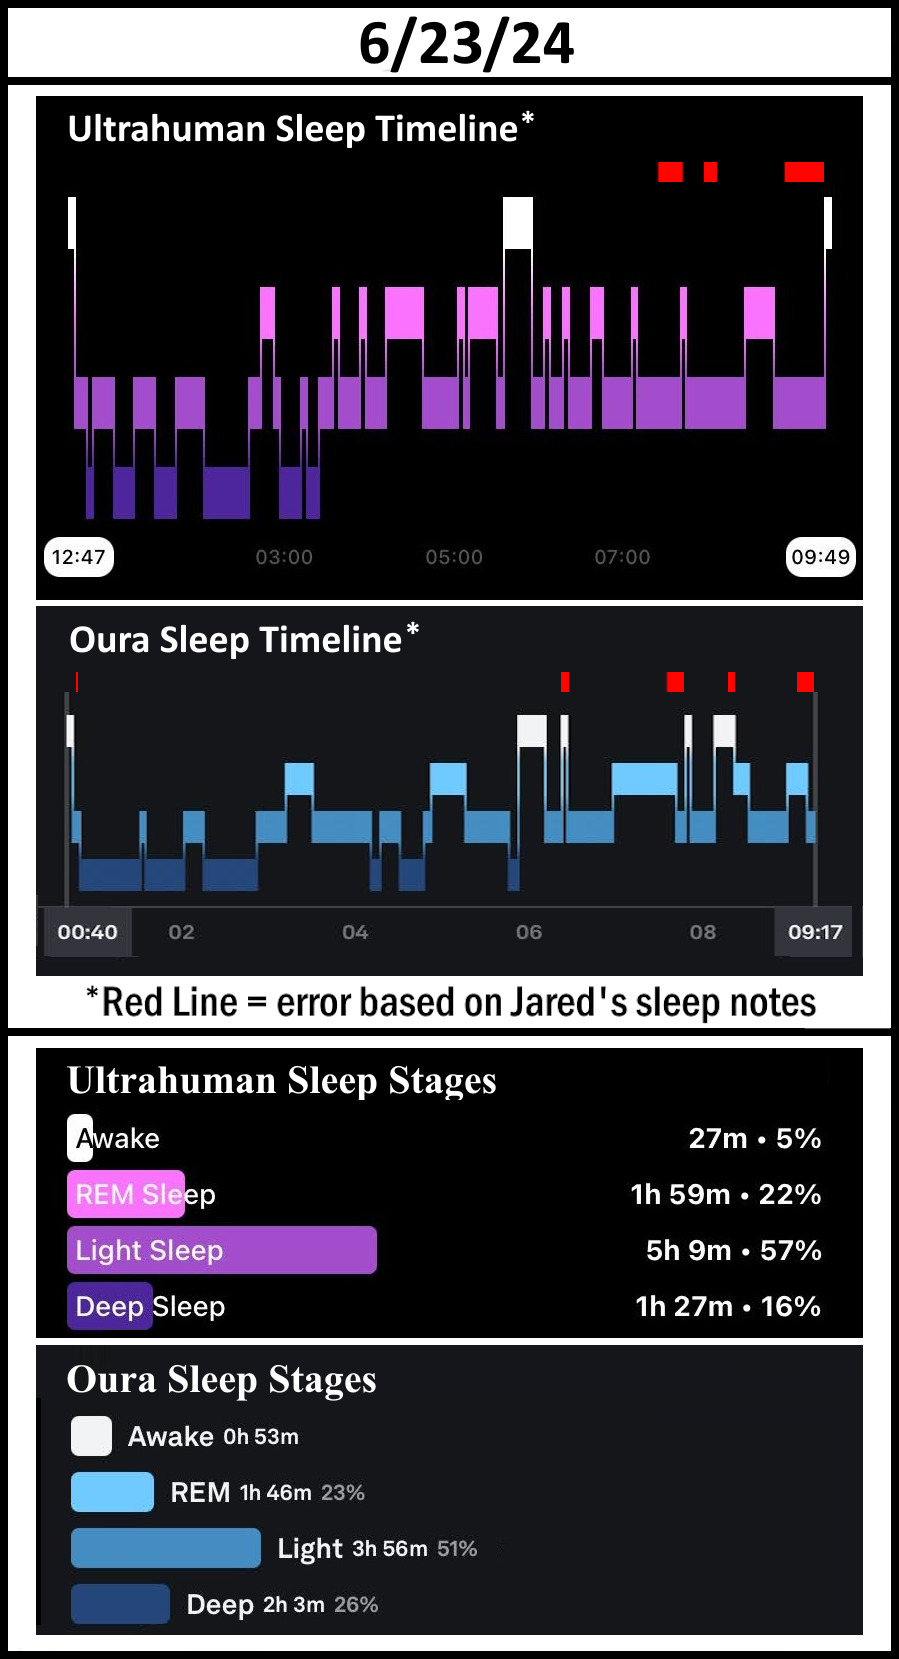 6/23/24
Ultrahuman Sleep Timeline*
12:47 03:00 05:00 07:00 09:49
Oura Sleep Timeline*
00:40 02 04 06 08 09:17
*Red Line = error based on Jared's sleep notes
Ultrahuman Sleep Stages
Awake 27m • 5%
REM Sleep 1h 59m • 22%
Light Sleep 5h 9m • 57%
Deep Sleep 1h 27m • 16%
Oura Sleep Stages
Awake 0h 53m
REM 1h 46m 23%
Light 3h 56m 51%
Deep 2h 3m 26%